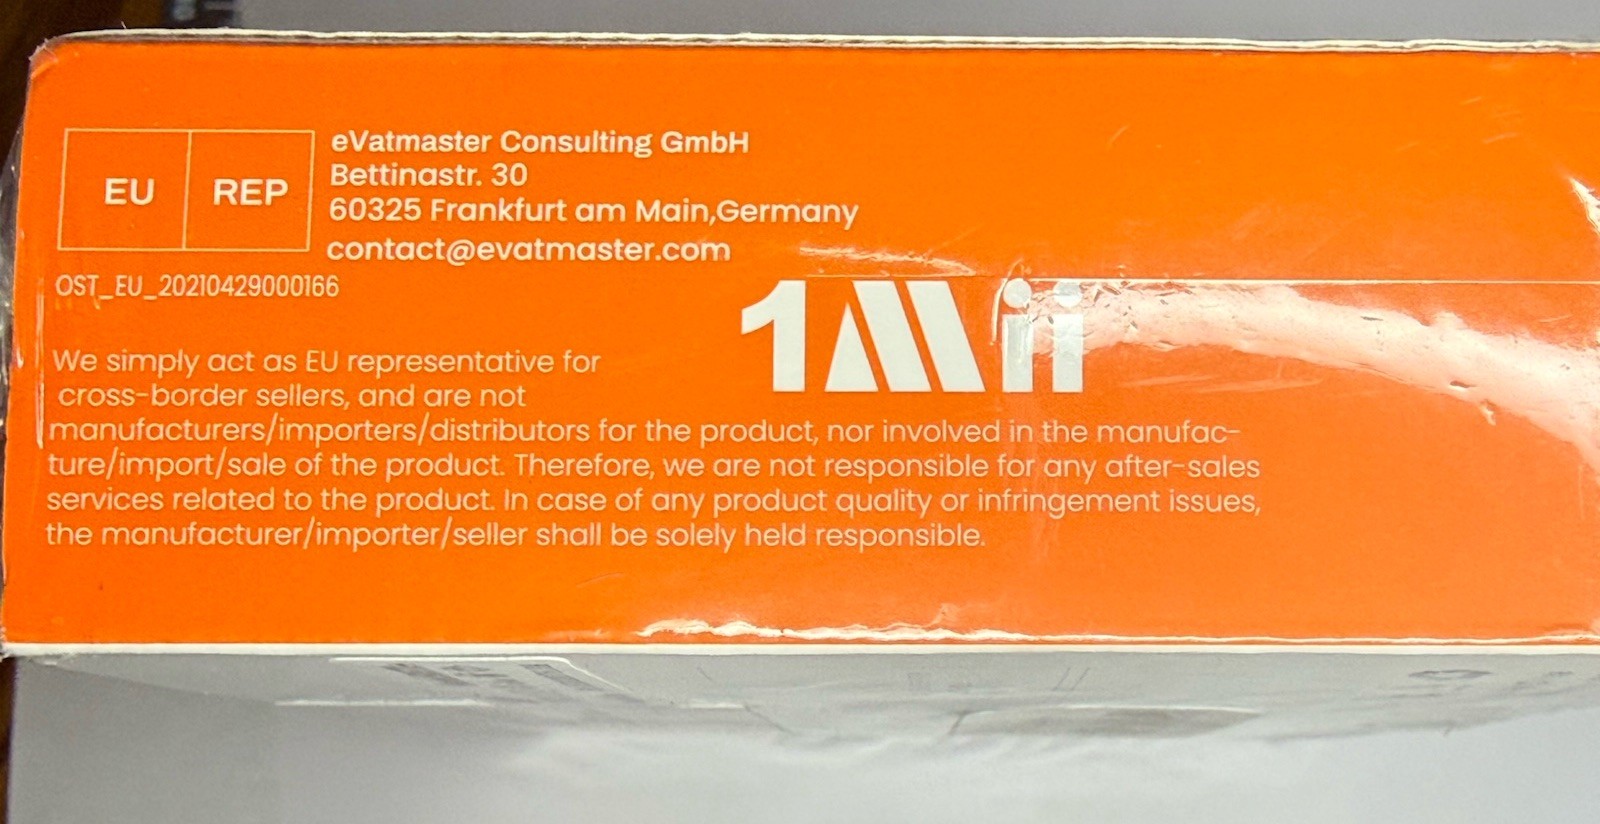 EU REP
eVatmaster Consulting GmbH
Bettinastr. 30
60325 Frankfurt am Main,Germany
contact@evatmaster.com
OST_EU_20210429000166
1Mii
We simply act as EU representative for
cross-border sellers, and are not
manufacturers/importers/distributors for the product, nor involved in the manufac-
ture/import/sale of the product. Therefore, we are not responsible for any after-sales
services related to the product. In case of any product quality or infringement issues,
the manufacturer/importer/seller shall be solely held responsible.